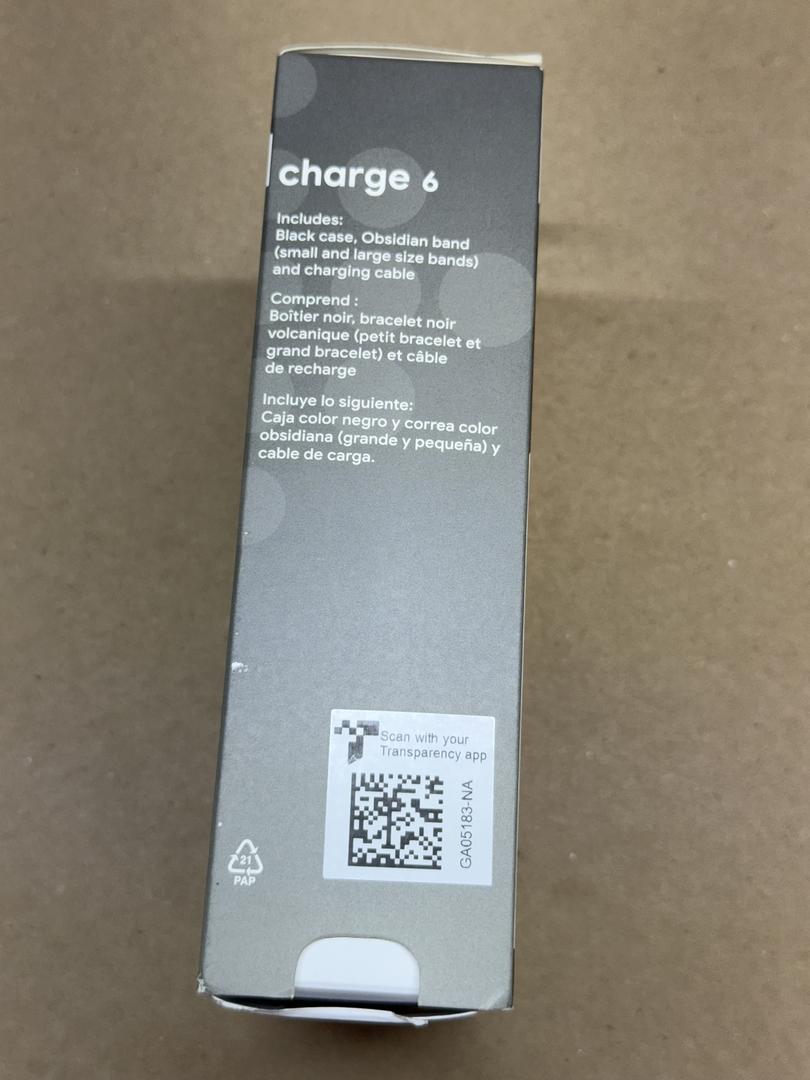 charge 6
Includes:
Black case, Obsidian band
(small and large size bands)
and charging cable
Comprend :
Boîtier noir, bracelet noir
volcanique (petit bracelet et
grand bracelet) et câble
de recharge
Incluye lo siguiente:
Caja color negro y correa color
obsidiana (grande y pequeña) y
cable de carga.
Scan with your
Transparency app
GA05183-NA
21
PAP